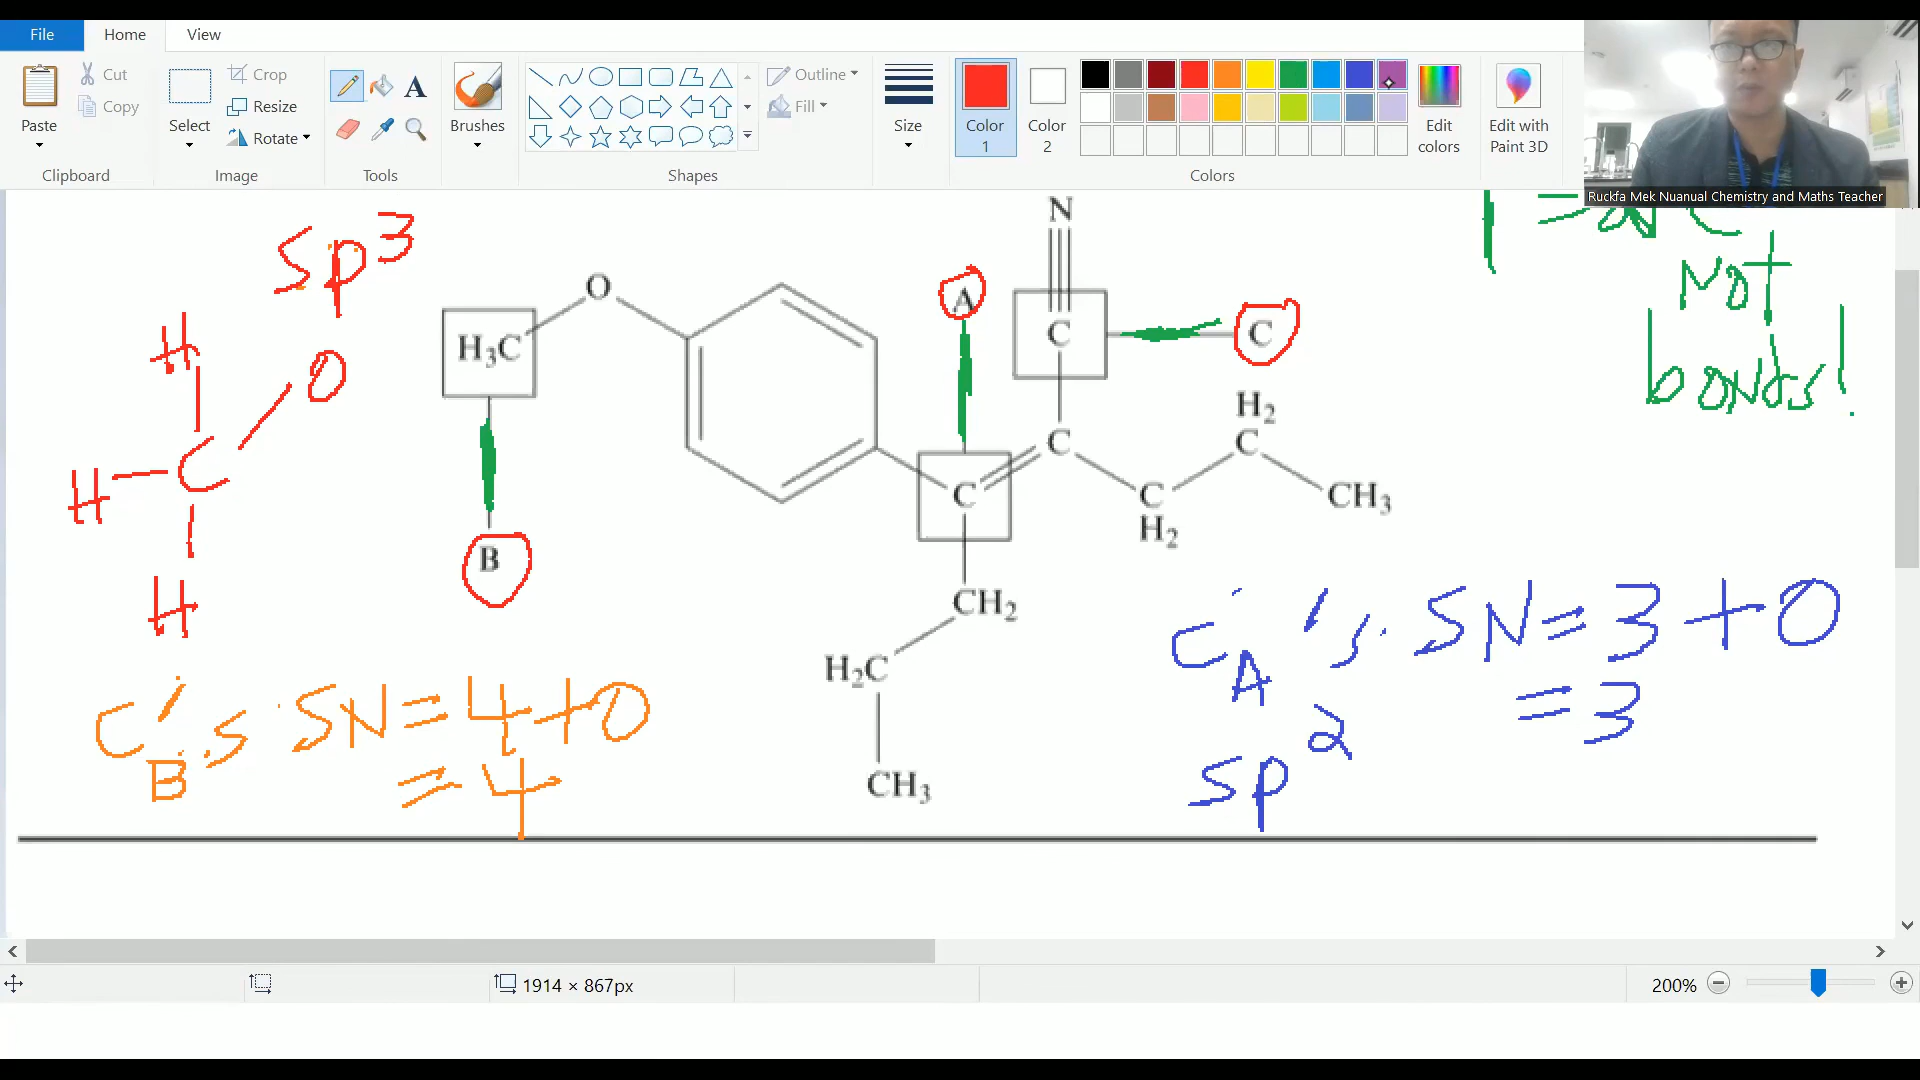 File Home View
Paste
Cut
Copy
Clipboard
Select
Crop
Resize
Rotate
Image
Tools
A
Brushes
Shapes
Outline
Fill
Size
Color
1
Color
2
Colors
Edit
colors
Edit with
Paint 3D
Ruckfa Mek Nuanual Chemistry and Maths Teacher
Sp3
H
O
H C
H
H3C
O
B
A
N
C
C
C
C
H2
C
C
H2
CH3
CH2
H2C
CH3
Not
bonds!
CB's SN=4+0
=4
CA's SN=3+0
=3
Sp2
1914 × 867px
200%